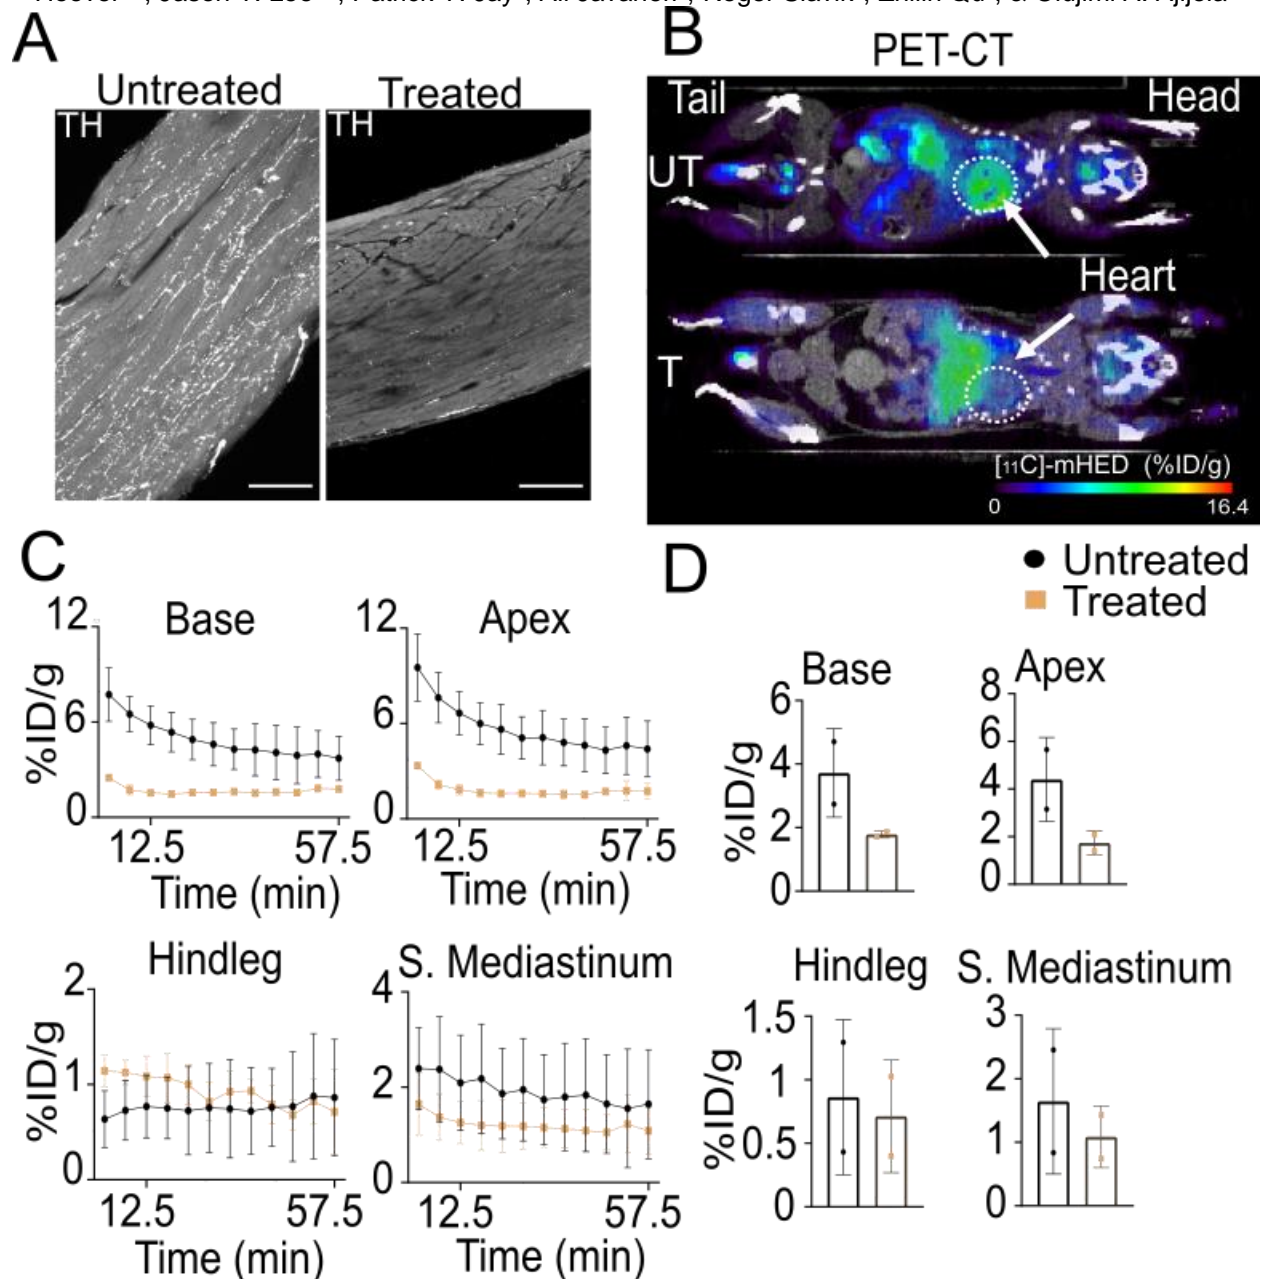 A
Untreated
Treated
TH
TH
B
PET-CT
Tail
Head
UT
Heart
T
[11C]-mHED (%ID/g)
0
16.4
C
Base
12
6
0
%ID/g
12.5
57.5
Time (min)
Apex
12
6
0
12.5
57.5
Time (min)
Hindleg
2
1
0
%ID/g
12.5
57.5
Time (min)
S. Mediastinum
4
2
0
12.5
57.5
Time (min)
D
Untreated
Treated
Base
6
4
2
0
%ID/g
Apex
8
6
4
2
0
Hindleg
1.5
1
0.5
0
%ID/g
S. Mediastinum
3
2
1
0